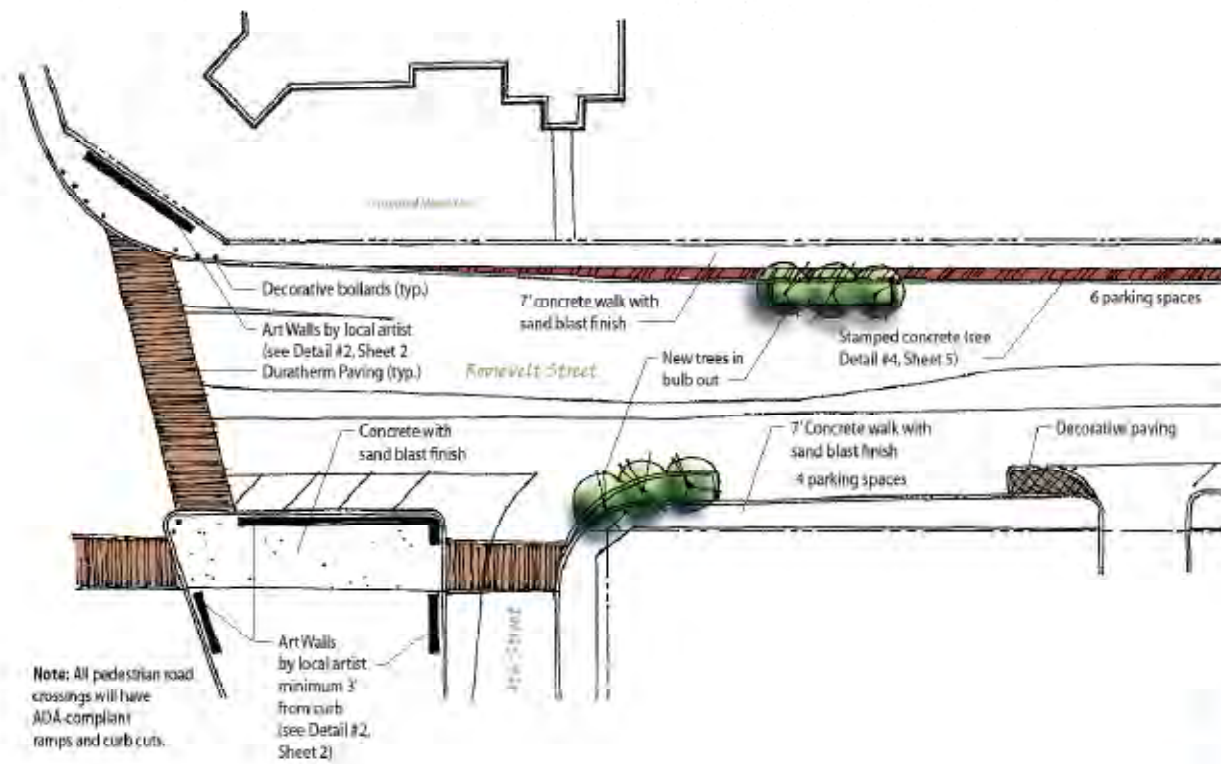 Decorative bollards (typ.)
Art Walls by local artist
(see Detail #2, Sheet 2
Duratherm Paving (typ.)
7' concrete walk with
sand blast finish
6 parking spaces
Stamped concrete (see
Detail #4, Sheet 5)
New trees in
bulb out
Roosevelt Street
Concrete with
sand blast finish
7' Concrete walk with
sand blast finish
4 parking spaces
Decorative paving
Art Walls
by local artist
minimum 3'
from curb
(see Detail #2,
Sheet 2)
Street
Note: All pedestrian road
crossings will have
ADA-compliant
ramps and curb cuts.